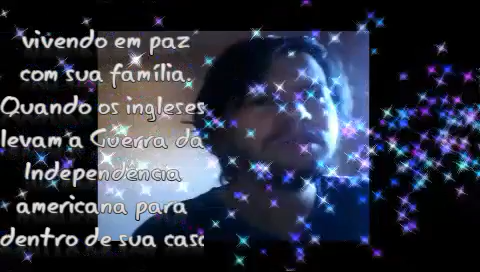 vivendo em paz
com sua família.
Quando os ingleses
levam a Guerra da
Independência
americana para
dentro de sua casa